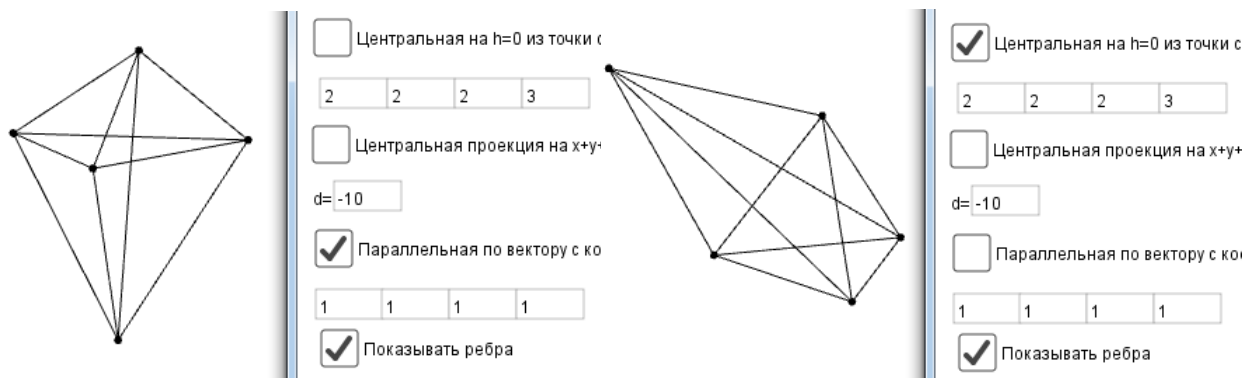 Центральная на h=0 из точки с
2 2 2 3
Центральная проекция на x+y+
d= -10
Параллельная по вектору с ко
1 1 1 1
Показывать ребра
Центральная на h=0 из точки с
2 2 2 3
Центральная проекция на x+y+
d= -10
Параллельная по вектору с ко
1 1 1 1
Показывать ребра